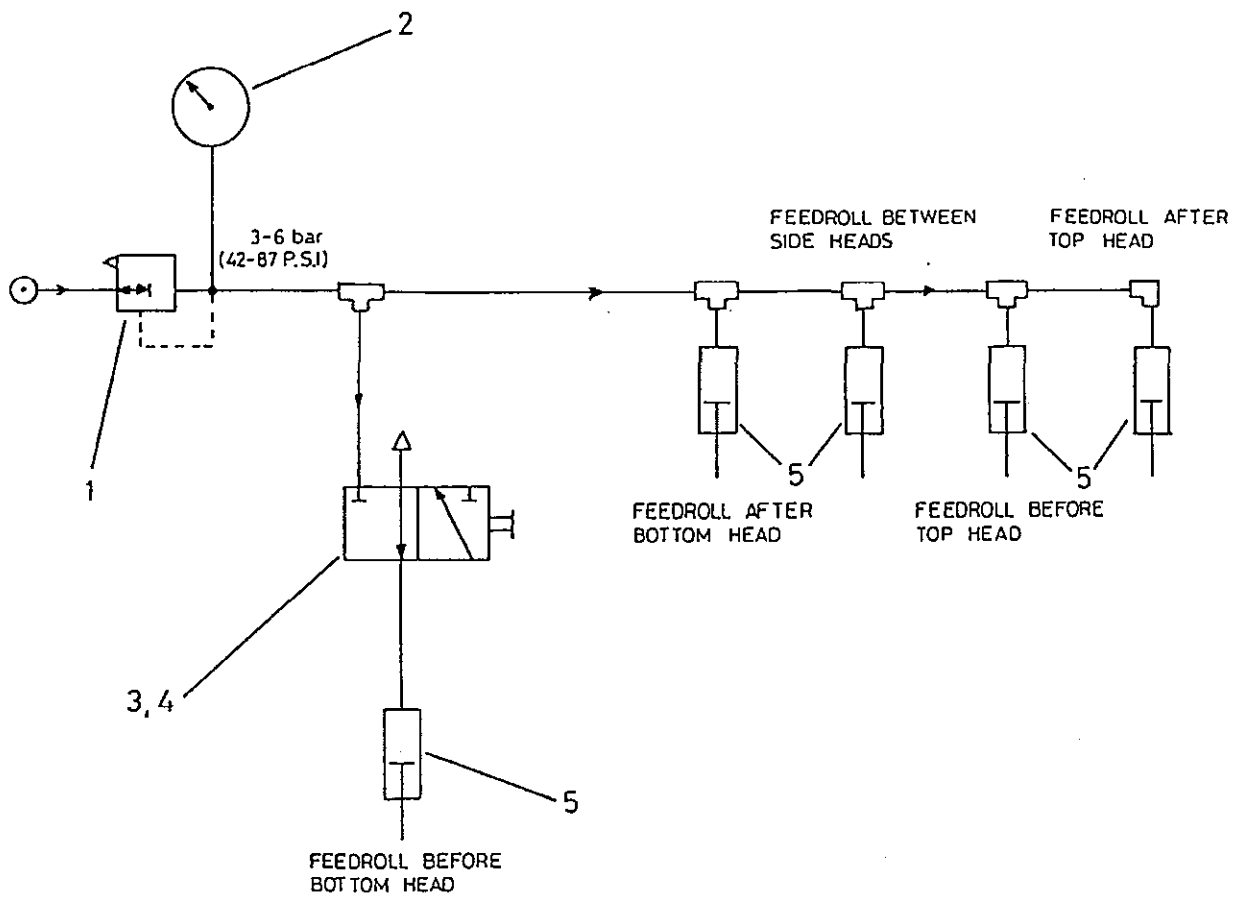 2
3-6 bar
(42-87 P.S.I)
FEEDROLL BETWEEN
SIDE HEADS
FEEDROLL AFTER
TOP HEAD
1
5
5
FEEDROLL AFTER
BOTTOM HEAD
FEEDROLL BEFORE
TOP HEAD
3, 4
5
FEEDROLL BEFORE
BOTTOM HEAD